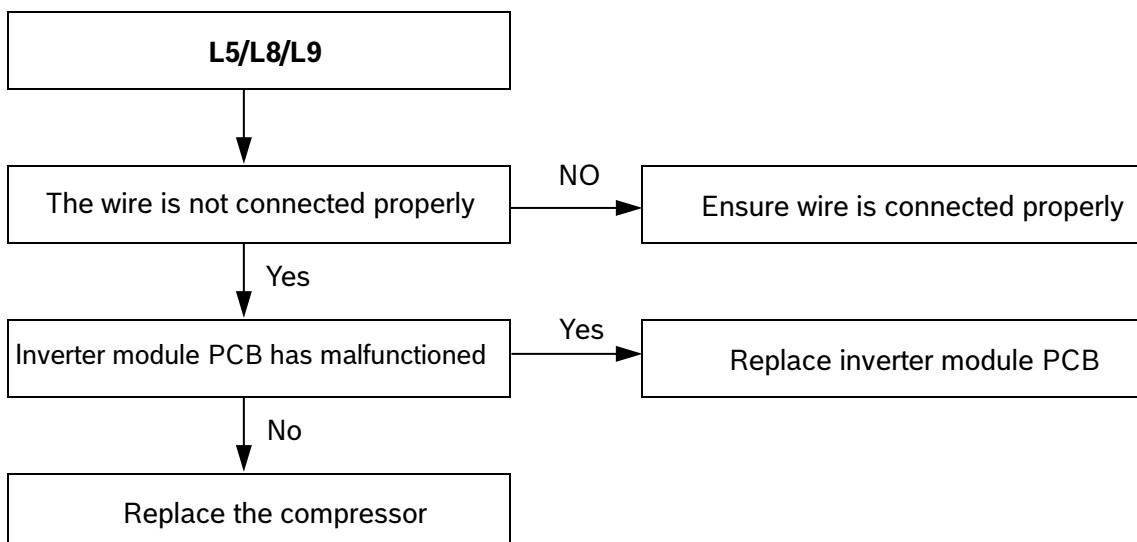 L5/L8/L9
NO
The wire is not connected properly
Ensure wire is connected properly
Yes
Yes
Inverter module PCB has malfunctioned
Replace inverter module PCB
No
Replace the compressor